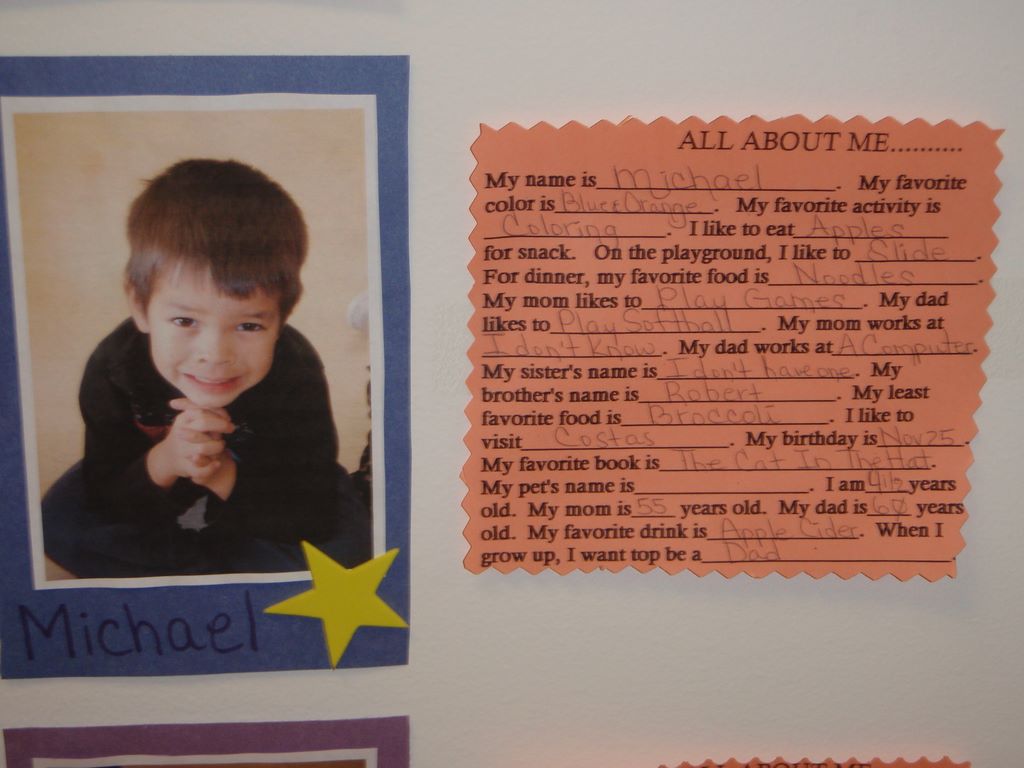 Michael
ALL ABOUT ME..........
My name is Michael. My favorite
color is Blue & Orange. My favorite activity is
Coloring. I like to eat Apples
for snack. On the playground, I like to Slide.
For dinner, my favorite food is Noodles.
My mom likes to Play Games. My dad
likes to Play Softball. My mom works at
I don't know. My dad works at A Computer.
My sister's name is I don't have one. My
brother's name is Robert. My least
favorite food is Broccoli. I like to
visit Costas. My birthday is Nov 25.
My favorite book is The Cat In The Hat.
My pet's name is . I am 4 1/2 years
old. My mom is 55 years old. My dad is 60 years
old. My favorite drink is Apple Cider. When I
grow up, I want top be a Dad.
ALL ABOUT ME